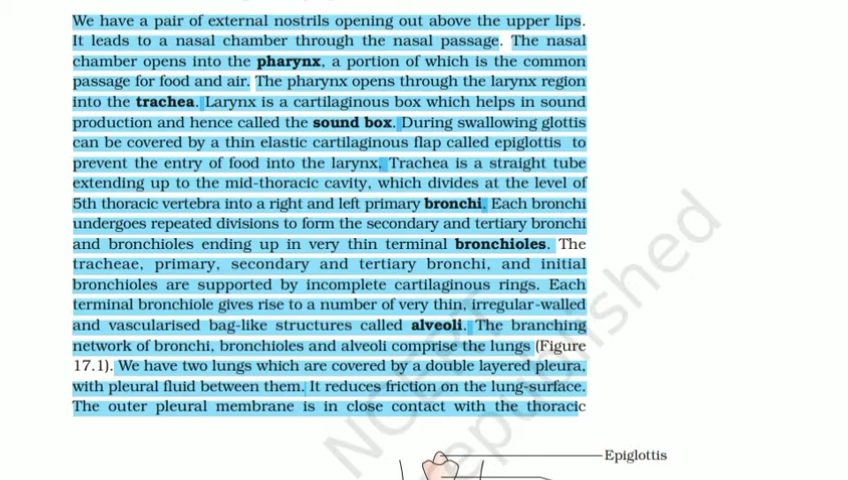 We have a pair of external nostrils opening out above the upper lips.
It leads to a nasal chamber through the nasal passage. The nasal
chamber opens into the pharynx, a portion of which is the common
passage for food and air. The pharynx opens through the larynx region
into the trachea. Larynx is a cartilaginous box which helps in sound
production and hence called the sound box. During swallowing glottis
can be covered by a thin elastic cartilaginous flap called epiglottis to
prevent the entry of food into the larynx. Trachea is a straight tube
extending up to the mid-thoracic cavity, which divides at the level of
5th thoracic vertebra into a right and left primary bronchi. Each bronchi
undergoes repeated divisions to form the secondary and tertiary bronchi
and bronchioles ending up in very thin terminal bronchioles. The
tracheae, primary, secondary and tertiary bronchi, and initial
bronchioles are supported by incomplete cartilaginous rings. Each
terminal bronchiole gives rise to a number of very thin, irregular-walled
and vascularised bag-like structures called alveoli. The branching
network of bronchi, bronchioles and alveoli comprise the lungs (Figure
17.1). We have two lungs which are covered by a double layered pleura,
with pleural fluid between them. It reduces friction on the lung-surface.
The outer pleural membrane is in close contact with the thoracic
Epiglottis